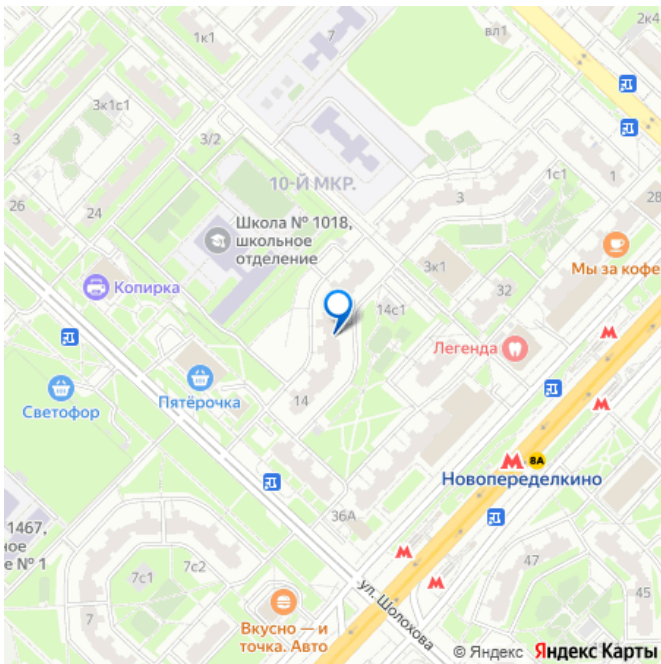 2к4
1к1
7
вл1
3к1с1
3
3/2
10-Й МКР.
1с1
1
3
26
24
28
Школа № 1018,
школьное
отделение
3к1
Мы за кофе
Копирка
32
14с1
Легенда
Светофор
Пятёрочка
14
8А
Новопеределкино
36А
1467,
ное
е № 1
7с1
7с2
47
45
7
ул. Шолохова
Вкусно — и
точка. Авто
© Яндекс Яндекс Карты